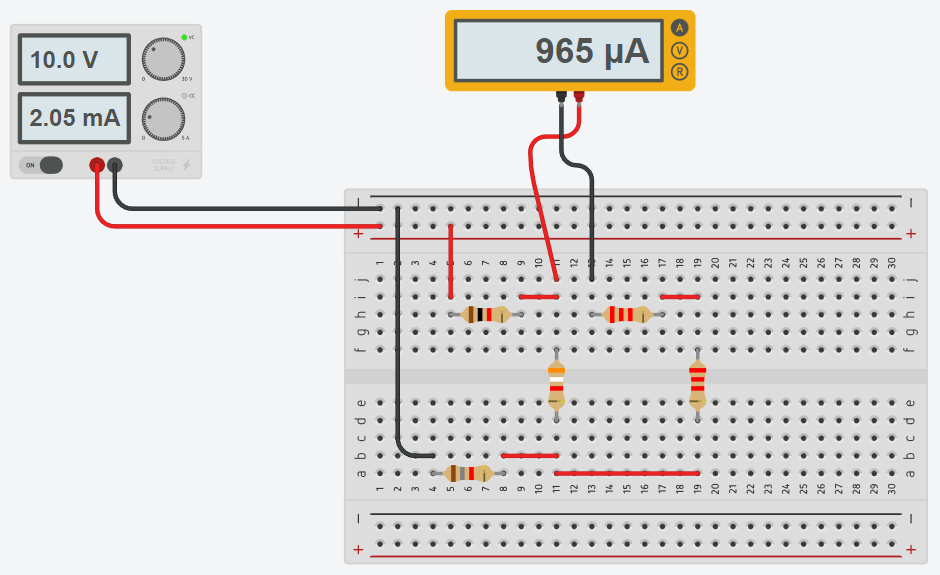 10.0 V
VC
0
30 V
2.05 mA
CC
0
5 A
ON
VOLTAGE
SUPPLY
965 µA
A
V
R
+ +
1 2 3 4 5 6 7 8 9 10 11 12 13 14 15 16 17 18 19 20 21 22 23 24 25 26 27 28 29 30
j j
i i
h h
g g
f f
e e
d d
c c
b b
a a
1 2 3 4 5 6 7 8 9 10 11 12 13 14 15 16 17 18 19 20 21 22 23 24 25 26 27 28 29 30
+ +